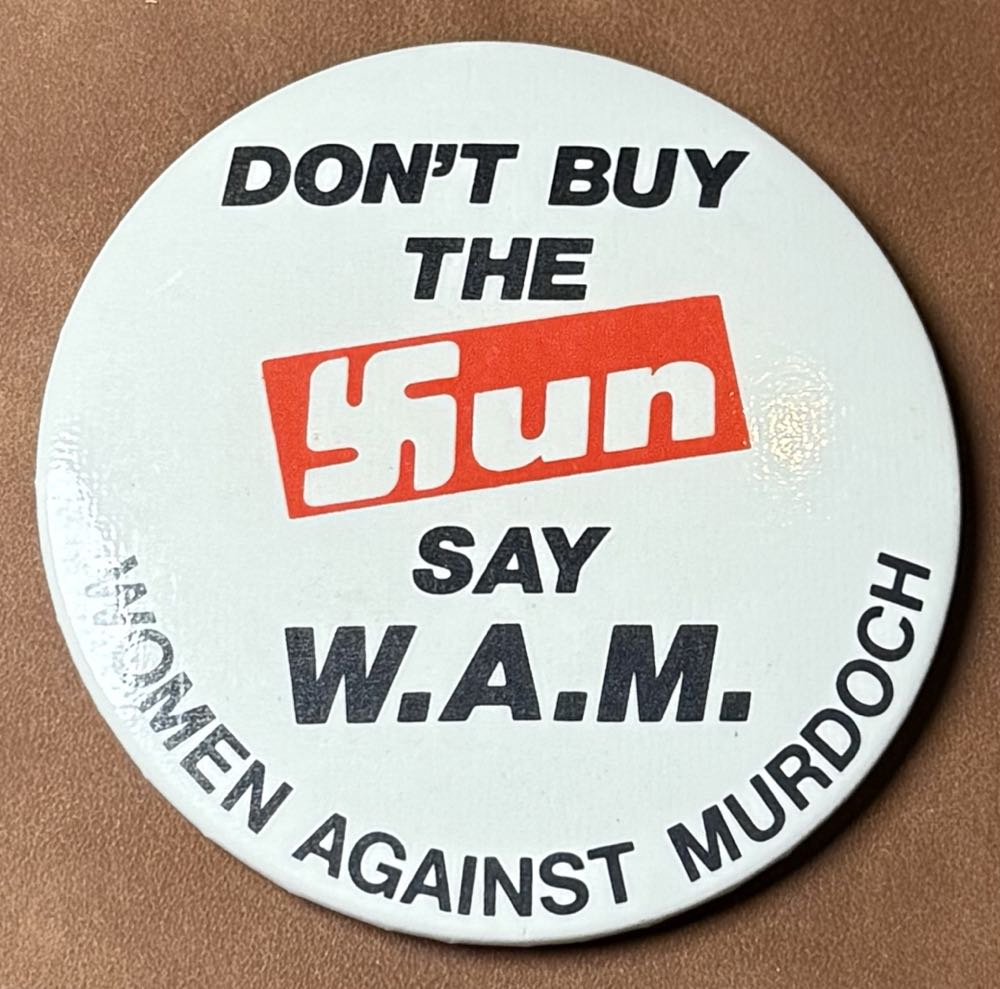 DON'T BUY
THE
Sun
SAY
W.A.M.
WOMEN AGAINST MURDOCH